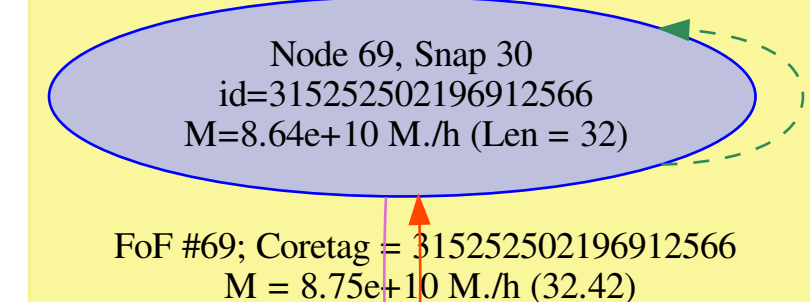 Node 69, Snap 30
id=315252502196912566
M=8.64e+10 M./h (Len = 32)
FoF #69; Coretag = 315252502196912566
M = 8.75e+10 M./h (32.42)